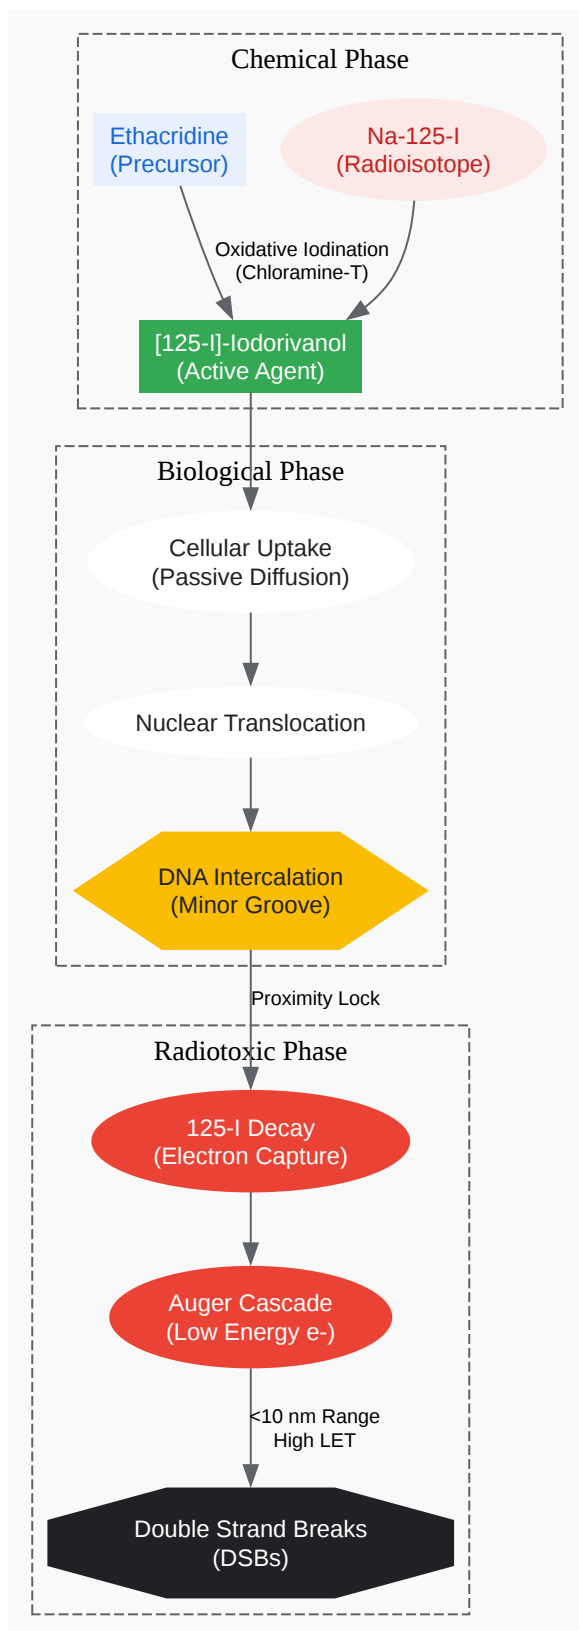 Chemical Phase
Ethacridine
(Precursor)
Na-125-I
(Radioisotope)
Oxidative Iodination
(Chloramine-T)
[125-I]-Iodorivanol
(Active Agent)
Biological Phase
Cellular Uptake
(Passive Diffusion)
Nuclear Translocation
DNA Intercalation
(Minor Groove)
Proximity Lock
Radiotoxic Phase
125-I Decay
(Electron Capture)
Auger Cascade
(Low Energy e-)
<10 nm Range
High LET
Double Strand Breaks
(DSBs)